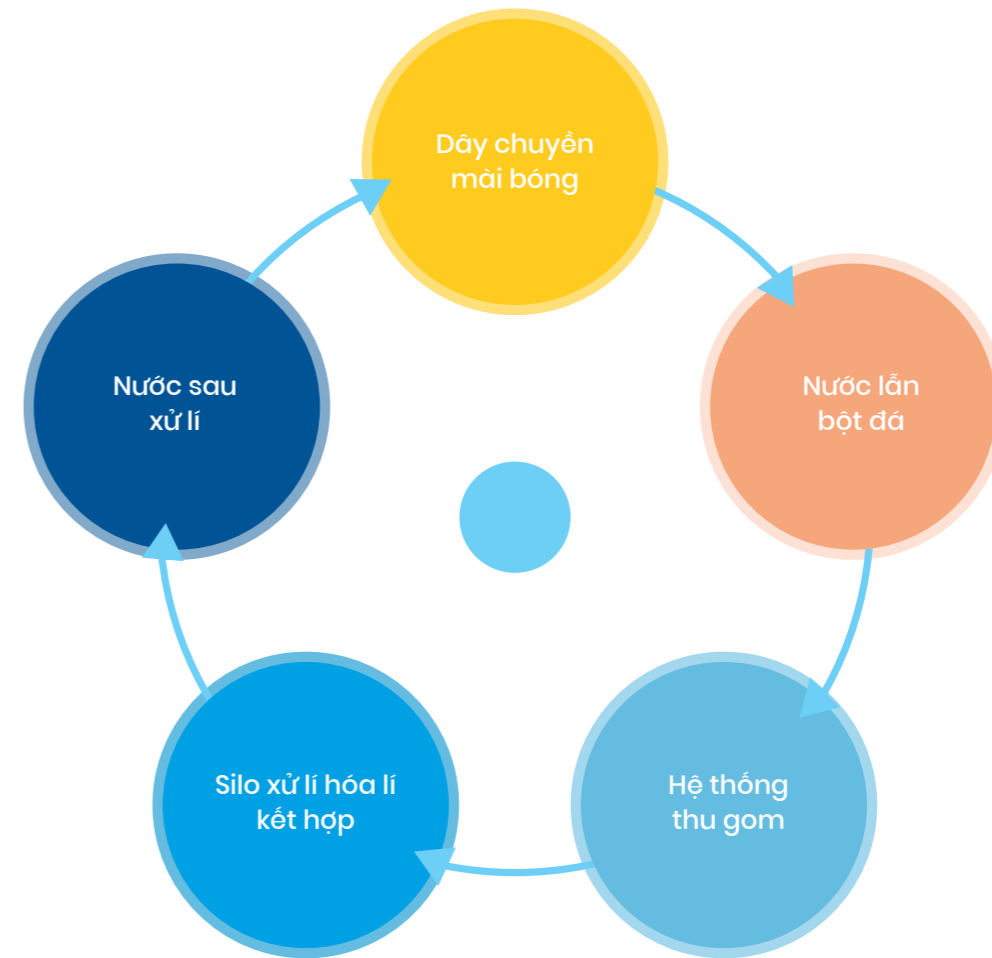 Dây chuyền
mài bóng
Nước lẫn
bột đá
Hệ thống
thu gom
Silo xử lí hóa lí
kết hợp
Nước sau
xử lí